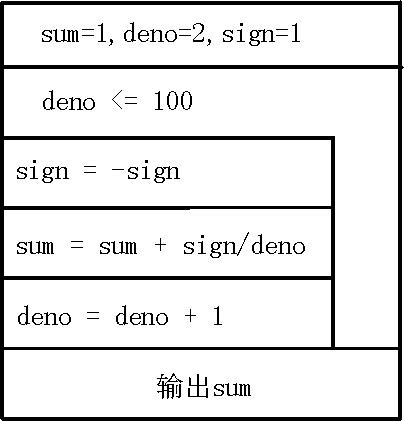 sum=1,deno=2,sign=1
deno <= 100
sign = -sign
sum = sum + sign/deno
deno = deno + 1
输出sum